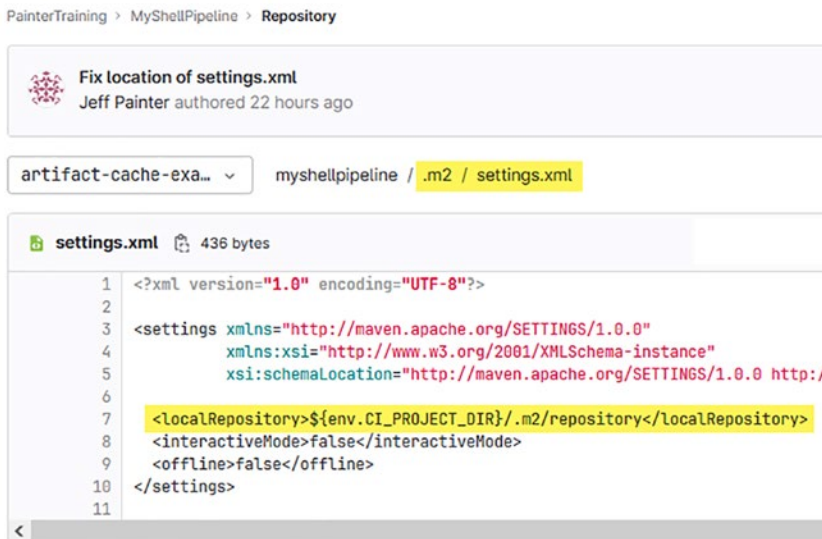 PainterTraining > MyShellPipeline > Repository
Fix location of settings.xml
Jeff Painter authored 22 hours ago
artifact-cache-exa… myshellpipeline / .m2 / settings.xml
settings.xml 436 bytes
1 <?xml version="1.0" encoding="UTF-8"?>
2
3 <settings xmlns="http://maven.apache.org/SETTINGS/1.0.0"
4 xmlns:xsi="http://www.w3.org/2001/XMLSchema-instance"
5 xsi:schemaLocation="http://maven.apache.org/SETTINGS/1.0.0 http:/
6
7 <localRepository>${env.CI_PROJECT_DIR}/.m2/repository</localRepository>
8 <interactiveMode>false</interactiveMode>
9 <offline>false</offline>
10 </settings>
11